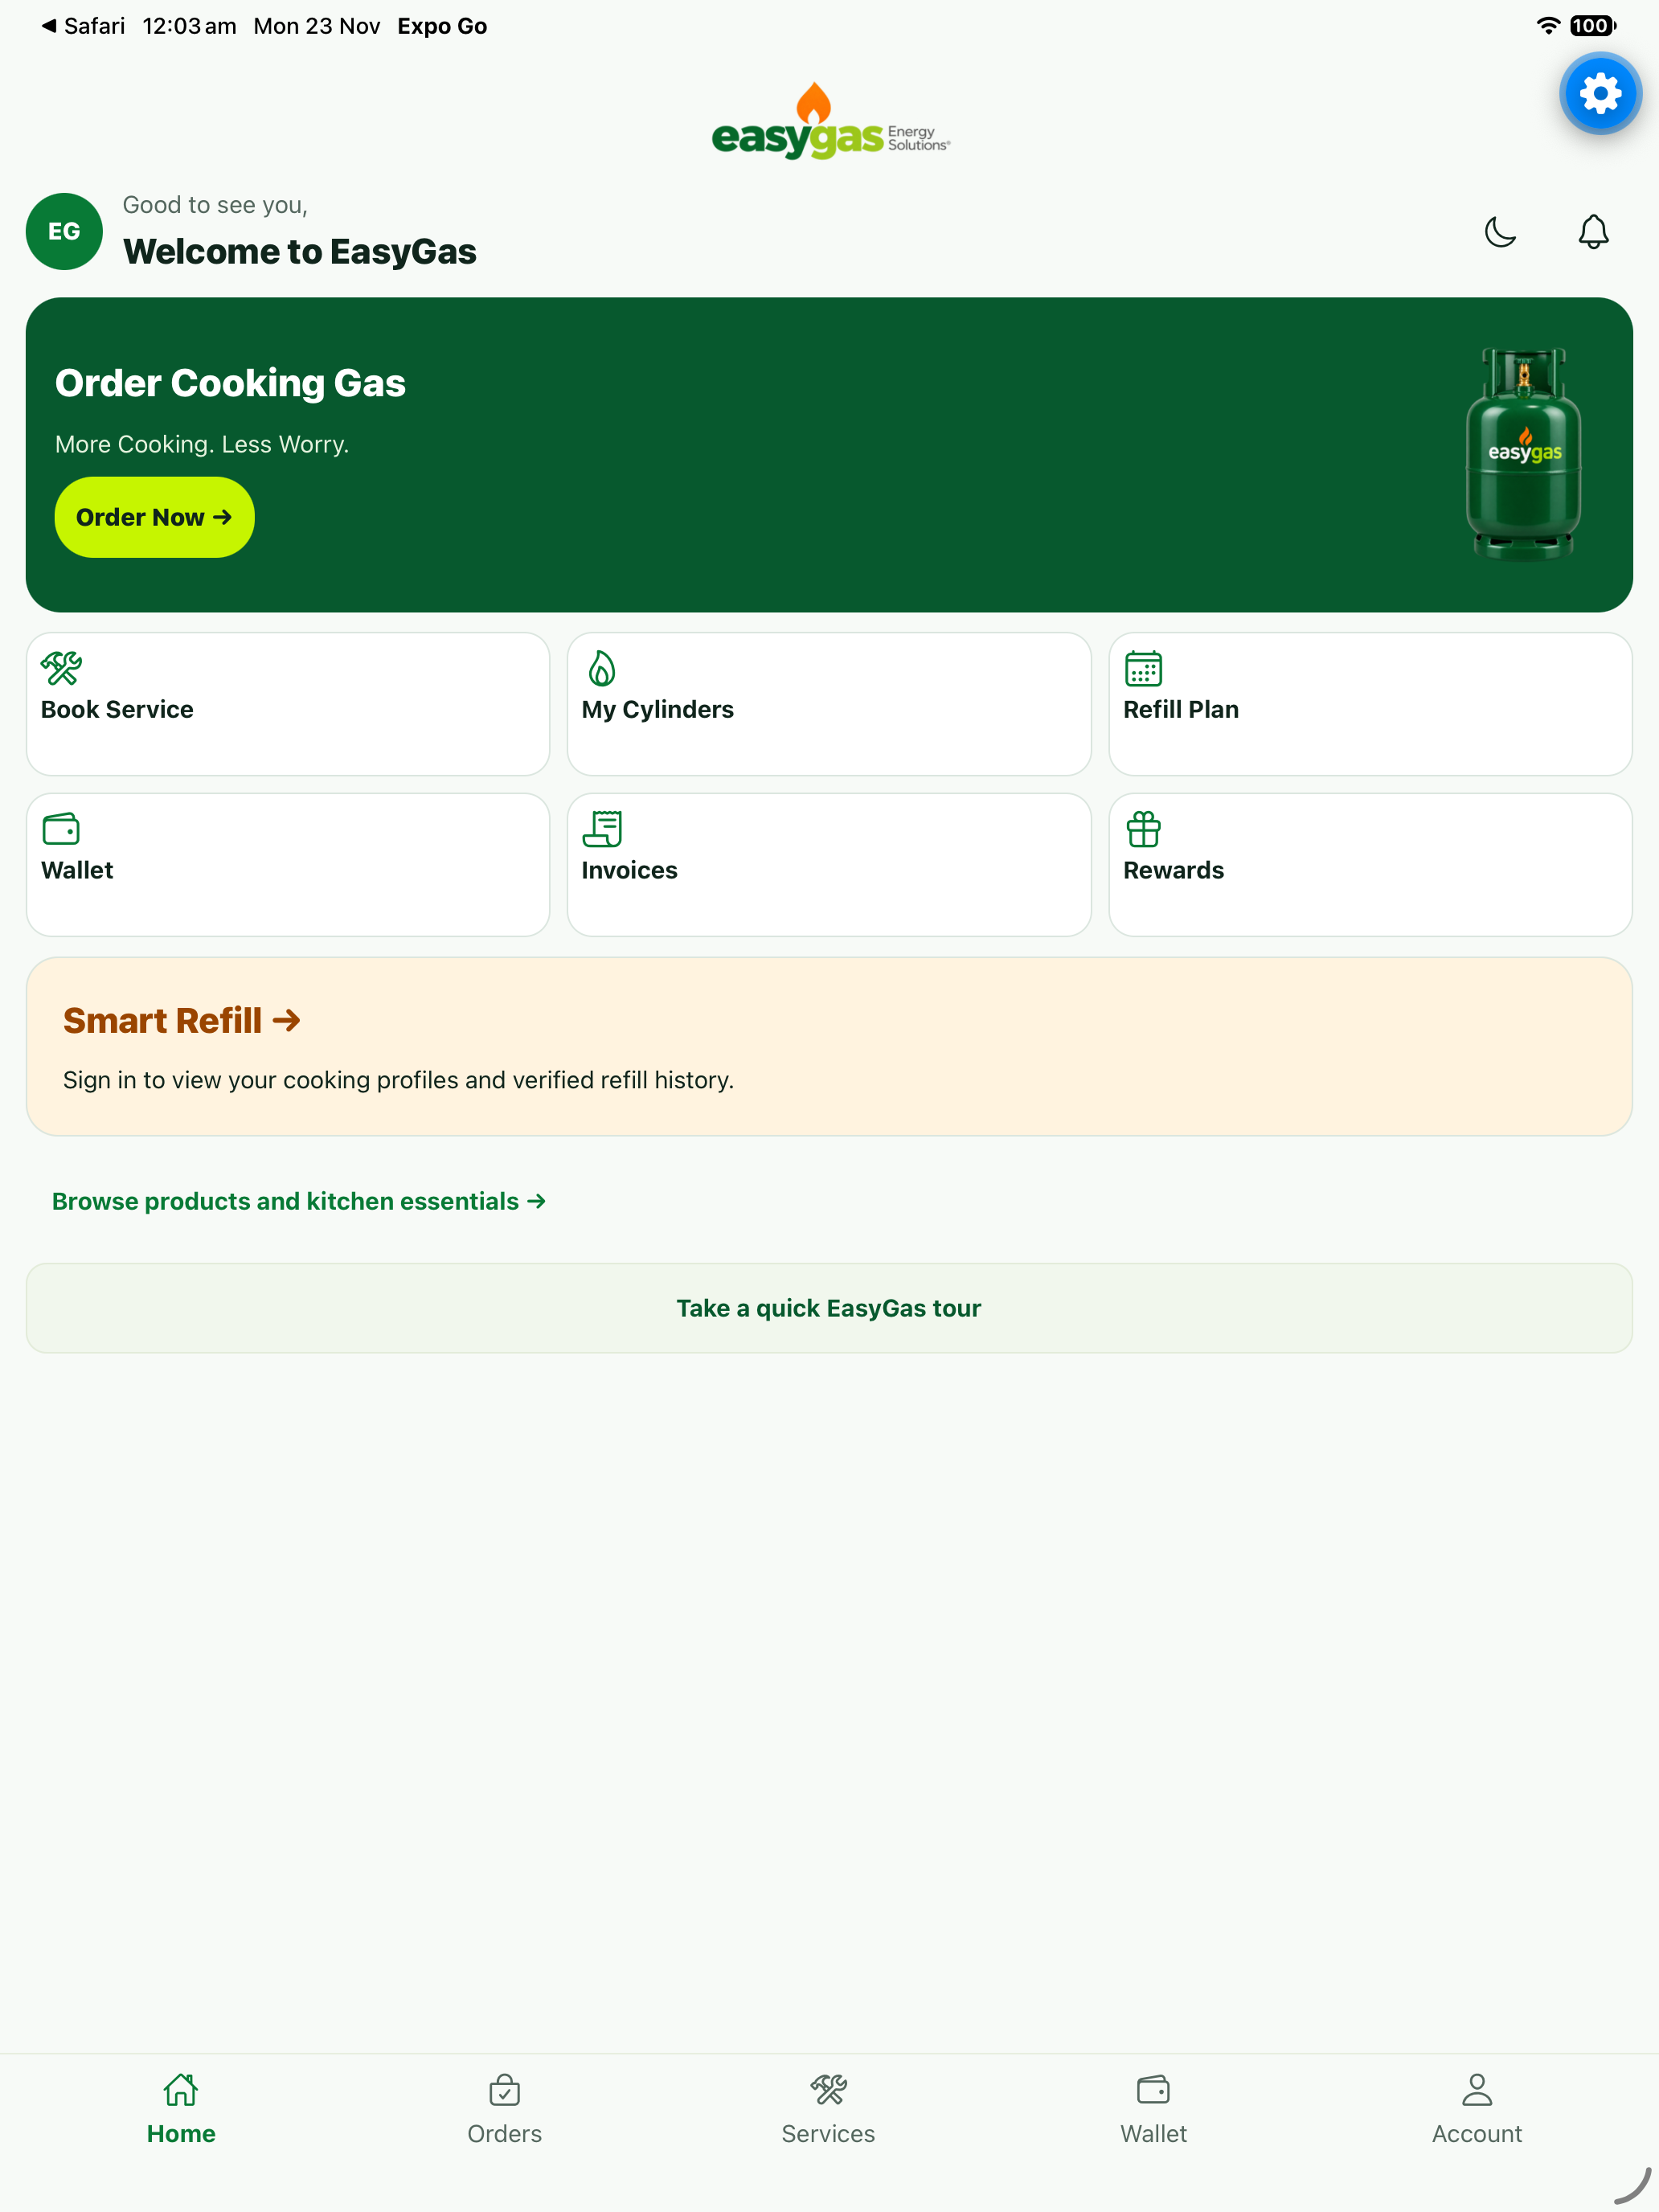 ◀ Safari 12:03 am Mon 23 Nov Expo Go
100
easygas Energy Solutions®
EG
Good to see you,
Welcome to EasyGas
Order Cooking Gas
More Cooking. Less Worry.
Order Now →
easygas
Book Service
My Cylinders
Refill Plan
Wallet
Invoices
Rewards
Smart Refill →
Sign in to view your cooking profiles and verified refill history.
Browse products and kitchen essentials →
Take a quick EasyGas tour
Home
Orders
Services
Wallet
Account